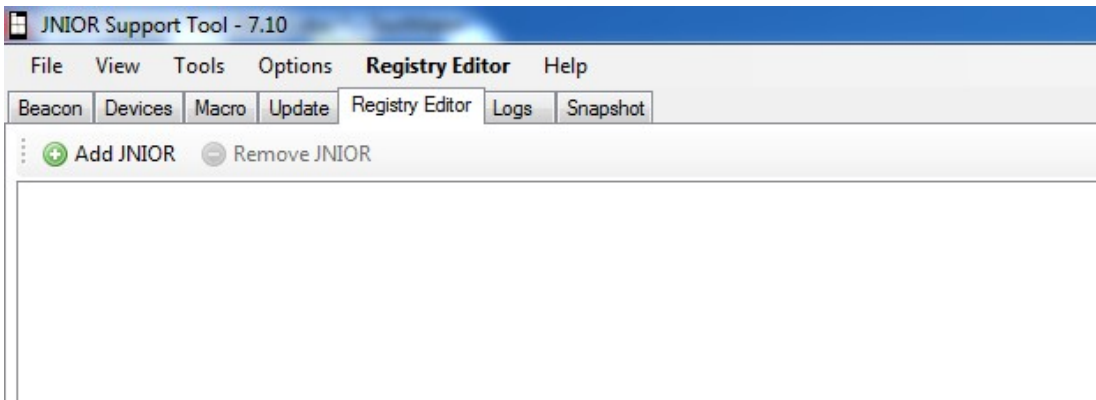 JNIOR Support Tool - 7.10
File View Tools Options Registry Editor Help
Beacon Devices Macro Update Registry Editor Logs Snapshot
Add JNIOR Remove JNIOR